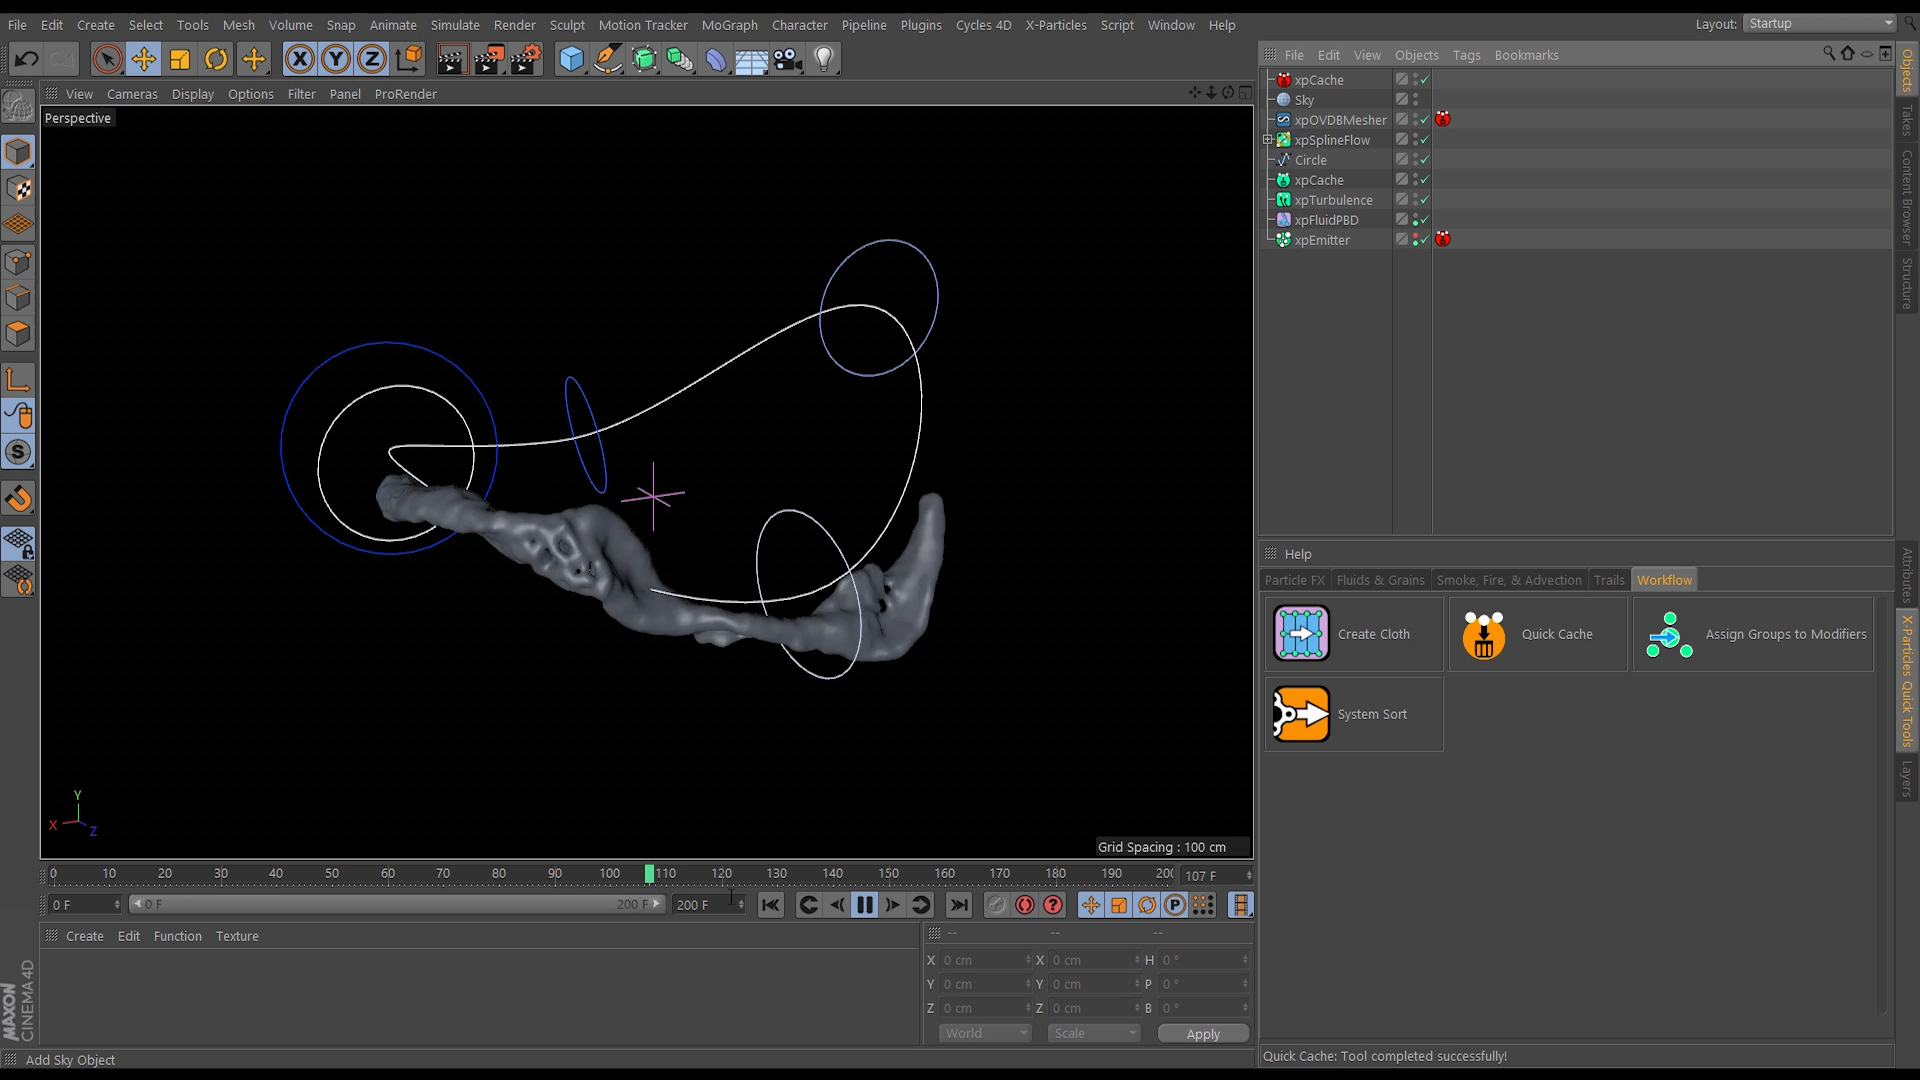 File Edit Create Select Tools Mesh Volume Snap Animate Simulate Render Sculpt Motion Tracker MoGraph Character Pipeline Plugins Cycles 4D X-Particles Script Window Help Layout: Startup
X Y Z
File Edit View Objects Tags Bookmarks
View Cameras Display Options Filter Panel ProRender
Perspective
xpCache
Sky
xpOVDBMesher
xpSplineFlow
Circle
xpCache
xpTurbulence
xpFluidPBD
xpEmitter
Objects
Takes
Content Browser
Structure
S
Help
Particle FX Fluids & Grains Smoke, Fire, & Advection Trails Workflow
Create Cloth Quick Cache Assign Groups to Modifiers
System Sort
Attributes
X-Particles Quick Tools
Layers
Y
X
Z
Grid Spacing : 100 cm
0 10 20 30 40 50 60 70 80 90 100 110 120 130 140 150 160 170 180 190 200 107 F
0 F 0 F 200 F 200 F ? P
Create Edit Function Texture
-- -- --
X 0 cm X 0 cm H 0 °
Y 0 cm Y 0 cm P 0 °
Z 0 cm Z 0 cm B 0 °
World Scale Apply
MAXON
CINEMA 4D
Add Sky Object
Quick Cache: Tool completed successfully!